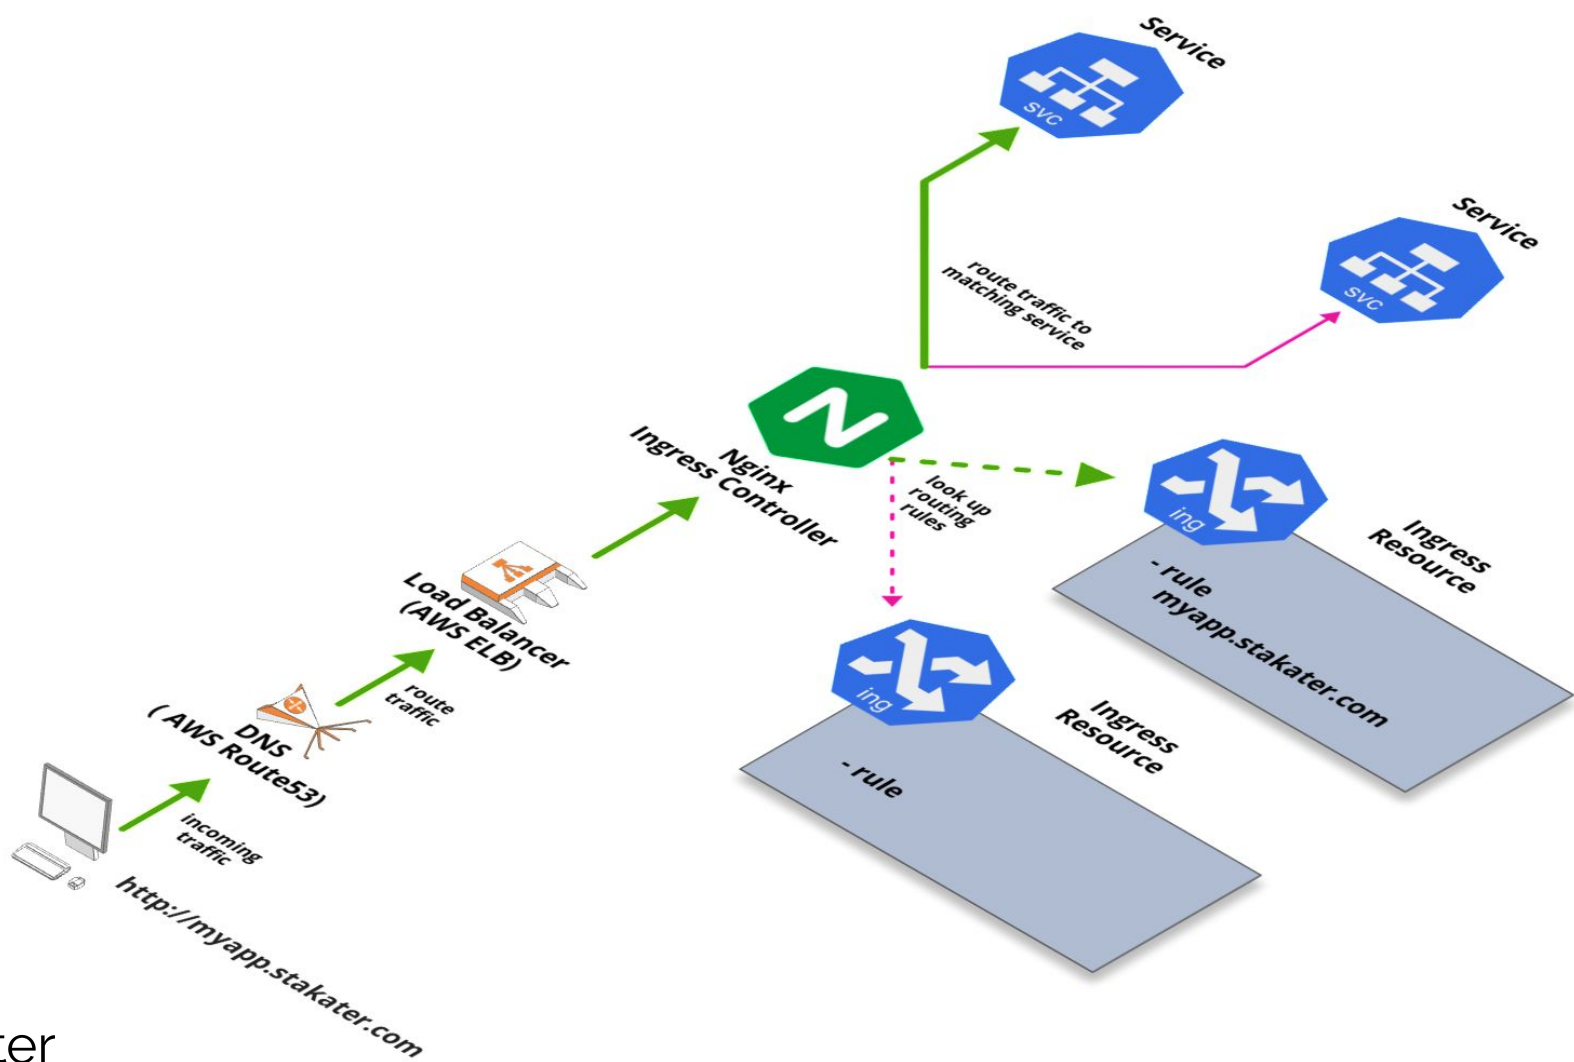 Service
svc
Service
svc
route traffic to
matching service
Nginx
Ingress Controller
look up
routing
rules
ing
Ingress
Resource
- rule
myapp.stakater.com
Load Balancer
(AWS ELB)
ing
Ingress
Resource
- rule
route
traffic
DNS
( AWS Route53)
incoming
traffic
http://myapp.stakater.com
ter